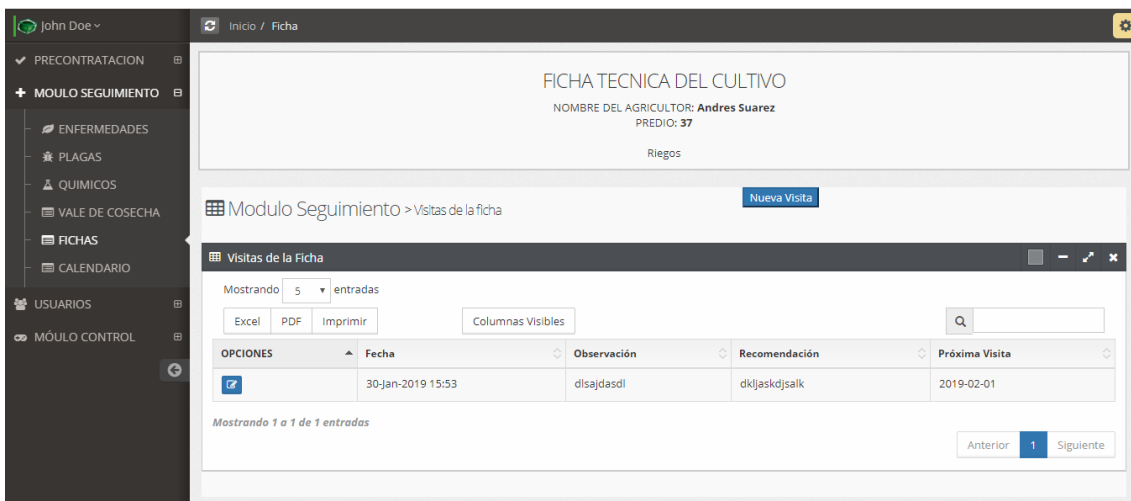 John Doe
Inicio / Ficha
PRECONTRATACION
MOULO SEGUIMIENTO
ENFERMEDADES
PLAGAS
QUIMICOS
VALE DE COSECHA
FICHAS
CALENDARIO
USUARIOS
MÓULO CONTROL
FICHA TECNICA DEL CULTIVO
NOMBRE DEL AGRICULTOR: Andres Suarez
PREDIO: 37
Riegos
Nueva Visita
Modulo Seguimiento > Visitas de la ficha
Visitas de la Ficha
Mostrando 5 entradas
Excel PDF Imprimir Columnas Visibles
OPCIONES Fecha Observación Recomendación Próxima Visita
30-Jan-2019 15:53 dlsajdasdl dkljaskdjsalk 2019-02-01
Mostrando 1 a 1 de 1 entradas
Anterior 1 Siguiente